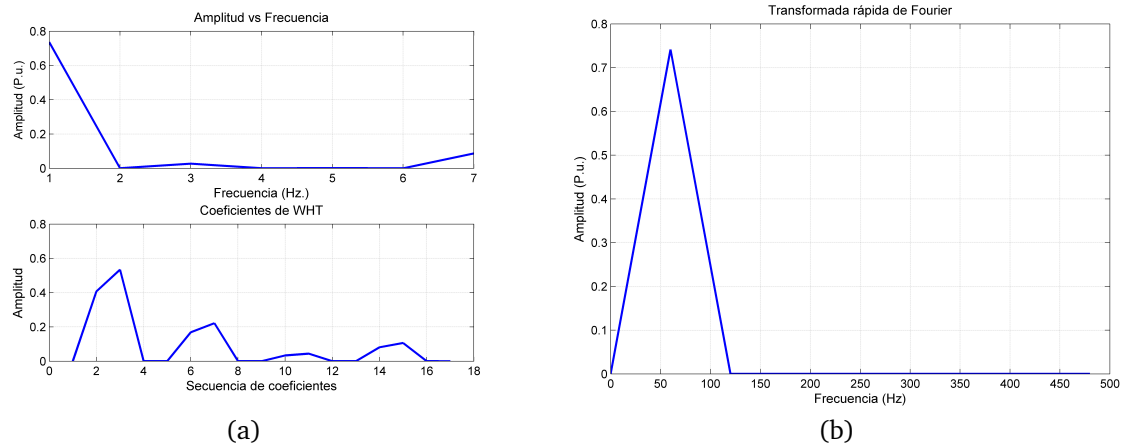 Amplitud vs Frecuencia
Amplitud (P.u.)
0.8
0.6
0.4
0.2
0
1 2 3 4 5 6 7
Frecuencia (Hz.)
Coeficientes de WHT
Amplitud
0.8
0.6
0.4
0.2
0
0 2 4 6 8 10 12 14 16 18
Secuencia de coeficientes
(a)
Transformada rápida de Fourier
Amplitud (P.u.)
0.8
0.7
0.6
0.5
0.4
0.3
0.2
0.1
0
0 50 100 150 200 250 300 350 400 450 500
Frecuencia (Hz)
(b)